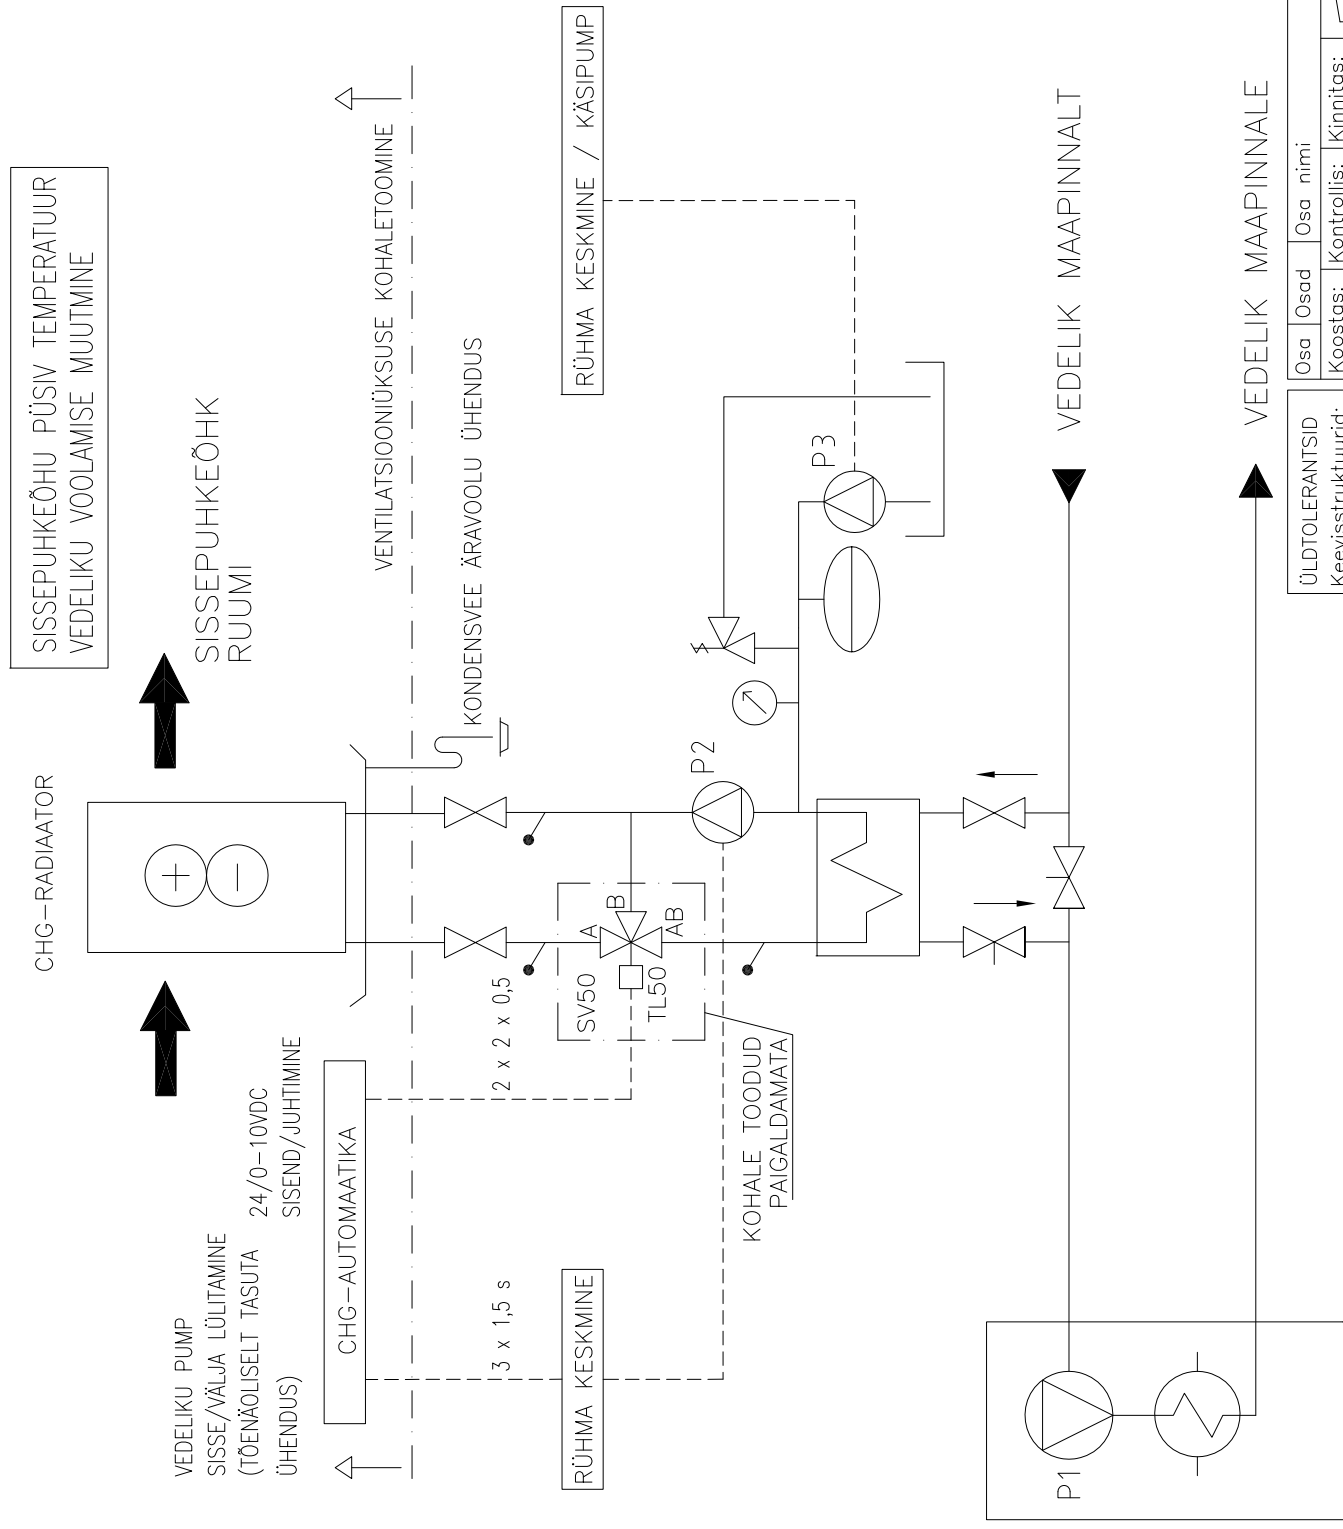 SISSEPUHKEÕHU PÜSIV TEMPERATUUR
VEDELIKU VOOLAMISE MUUTMINE
CHG-RADIAATOR
SISSEPUHKEÕHK
RUUMI
VEDELIKU PUMP
SISSE/VÄLJA LÜLITAMINE
(TÕENÄOLISELT TASUTA
ÜHENDUS)
24/0-10VDC
SISEND/JUHTIMINE
CHG-AUTOMAATIKA
VENTILATSIOONIÜKSUSE KOHALETOOMINE
KONDENSVEE ÄRAVOOLU ÜHENDUS
3 x 1,5 s
2 x 2 x 0,5
RÜHMA KESKMINE
RÜHMA KESKMINE / KÄSIPUMP
SV50
A
B
AB
TL50
P2
P3
KOHALE TOODUD
PAIGALDAMATA
P1
VEDELIK MAAPINNALT
VEDELIK MAAPINNALE
ÜLDTOLERANTSID
Keevisstruktuurid:
Osa
Osad
Osa nimi
Koostas:
Kontrollis:
Kinnitas: